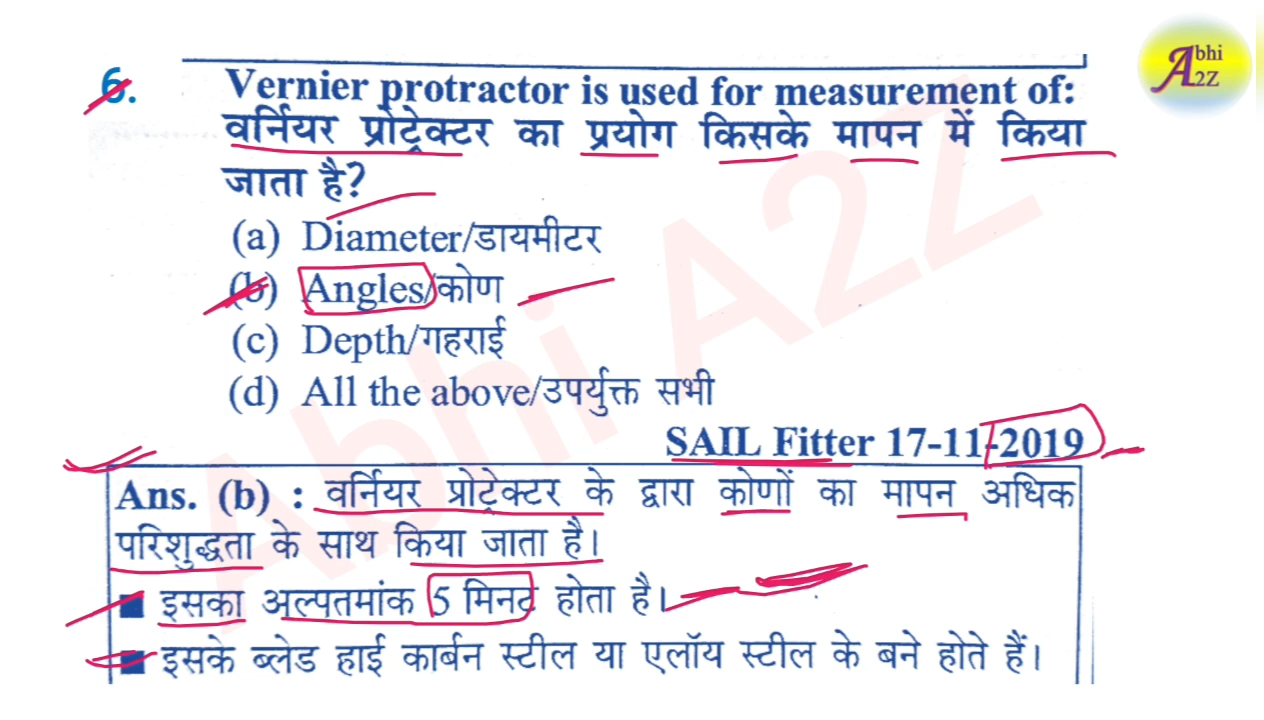 Abhi
A2Z
6. Vernier protractor is used for measurement of:
वर्नियर प्रोट्रेक्टर का प्रयोग किसके मापन में किया
जाता है?
(a) Diameter/डायमीटर
(b) Angles/कोण
(c) Depth/गहराई
(d) All the above/उपर्युक्त सभी
SAIL Fitter 17-11-2019
Ans. (b) : वर्नियर प्रोट्रेक्टर के द्वारा कोणों का मापन अधिक
परिशुद्धता के साथ किया जाता है।
■ इसका अल्पतमांक 5 मिनट होता है।
■ इसके ब्लेड हाई कार्बन स्टील या एलॉय स्टील के बने होते हैं।
Abhi A2Z